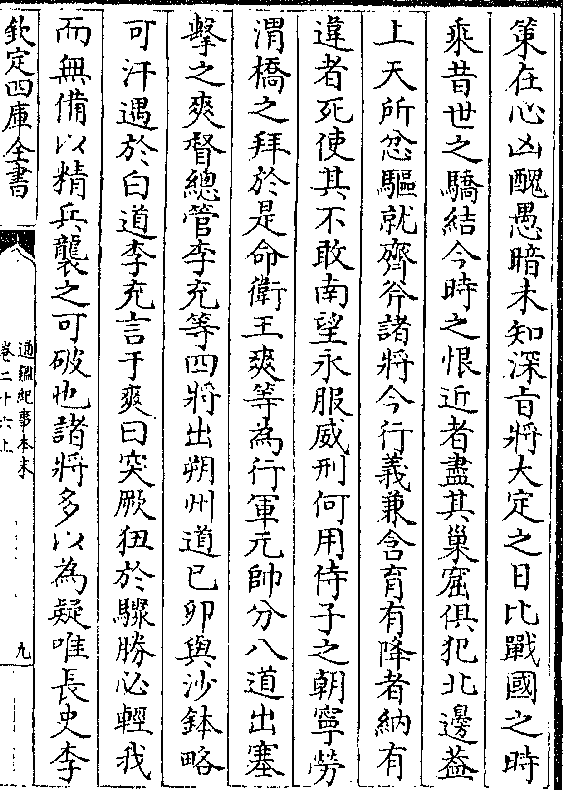 策在心凶醜愚暗未知深㫖將大定之日比戰國之時
乘昔世之驕結今時之恨近者盡其巢窟俱犯北邊葢
上天所忿驅就齊斧諸將今行義兼含育有降者納有
違者死使其不敢南望永服威刑何用侍子之朝寧勞
渭橋之拜於是命衛王爽等為行軍元帥分八道出塞
擊之爽督總管李充等四將出朔州道已卯與沙鉢略
可汗遇於白道李充言于爽曰突厥狃於驟勝必輕我
而無備以精兵襲之可破也諸將多以為疑唯長史李
欽定四庫全書
通鑑紀事本末
卷二十六上
九